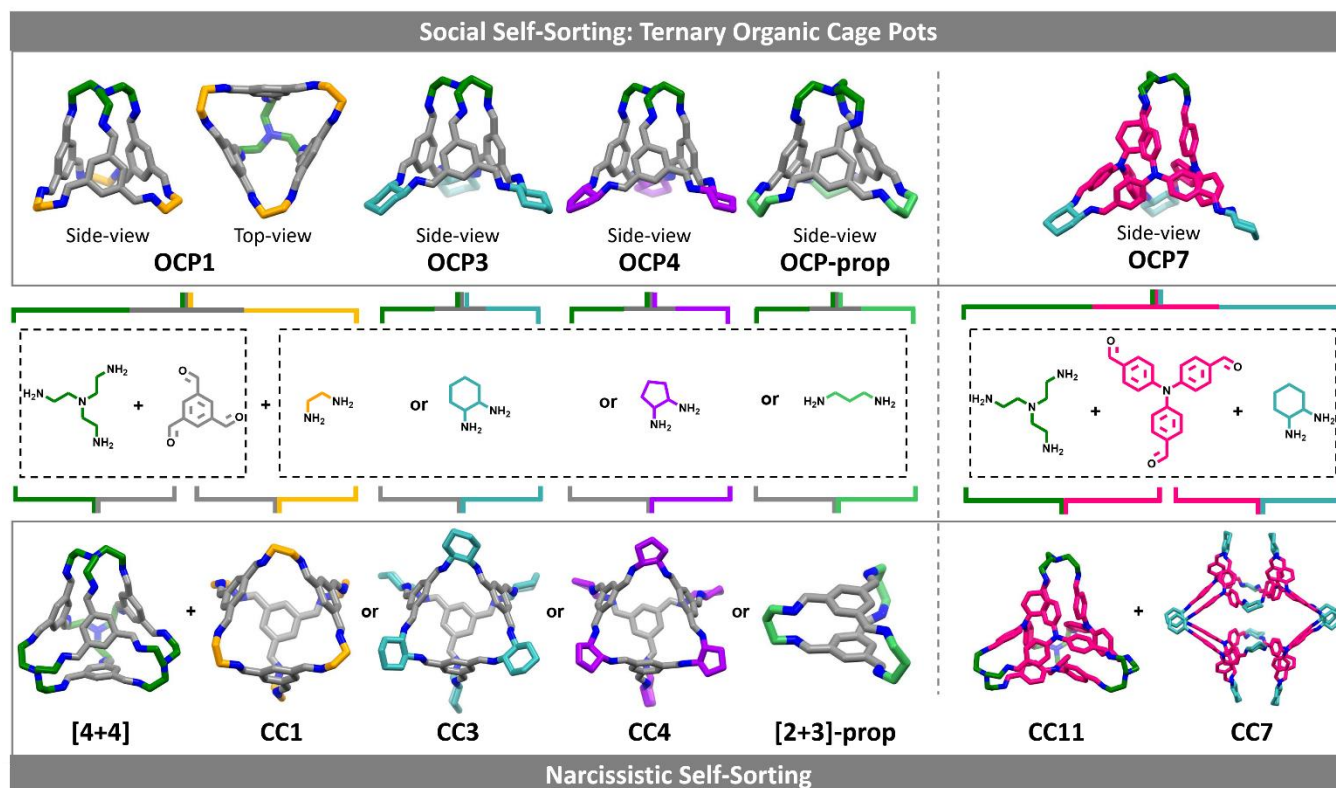 Social Self-Sorting: Ternary Organic Cage Pots
Side-view Top-view Side-view Side-view Side-view Side-view
OCP1 OCP3 OCP4 OCP-prop OCP7
NH₂
H₂N
N
NH₂
+
O
O
O
+
NH₂
NH₂
or
NH₂
NH₂
or
NH₂
NH₂
or
H₂N NH₂
NH₂
H₂N
N
NH₂
+
O
O
N
O
+
NH₂
NH₂
+ or or or +
[4+4] CC1 CC3 CC4 [2+3]-prop CC11 CC7
Narcissistic Self-Sorting